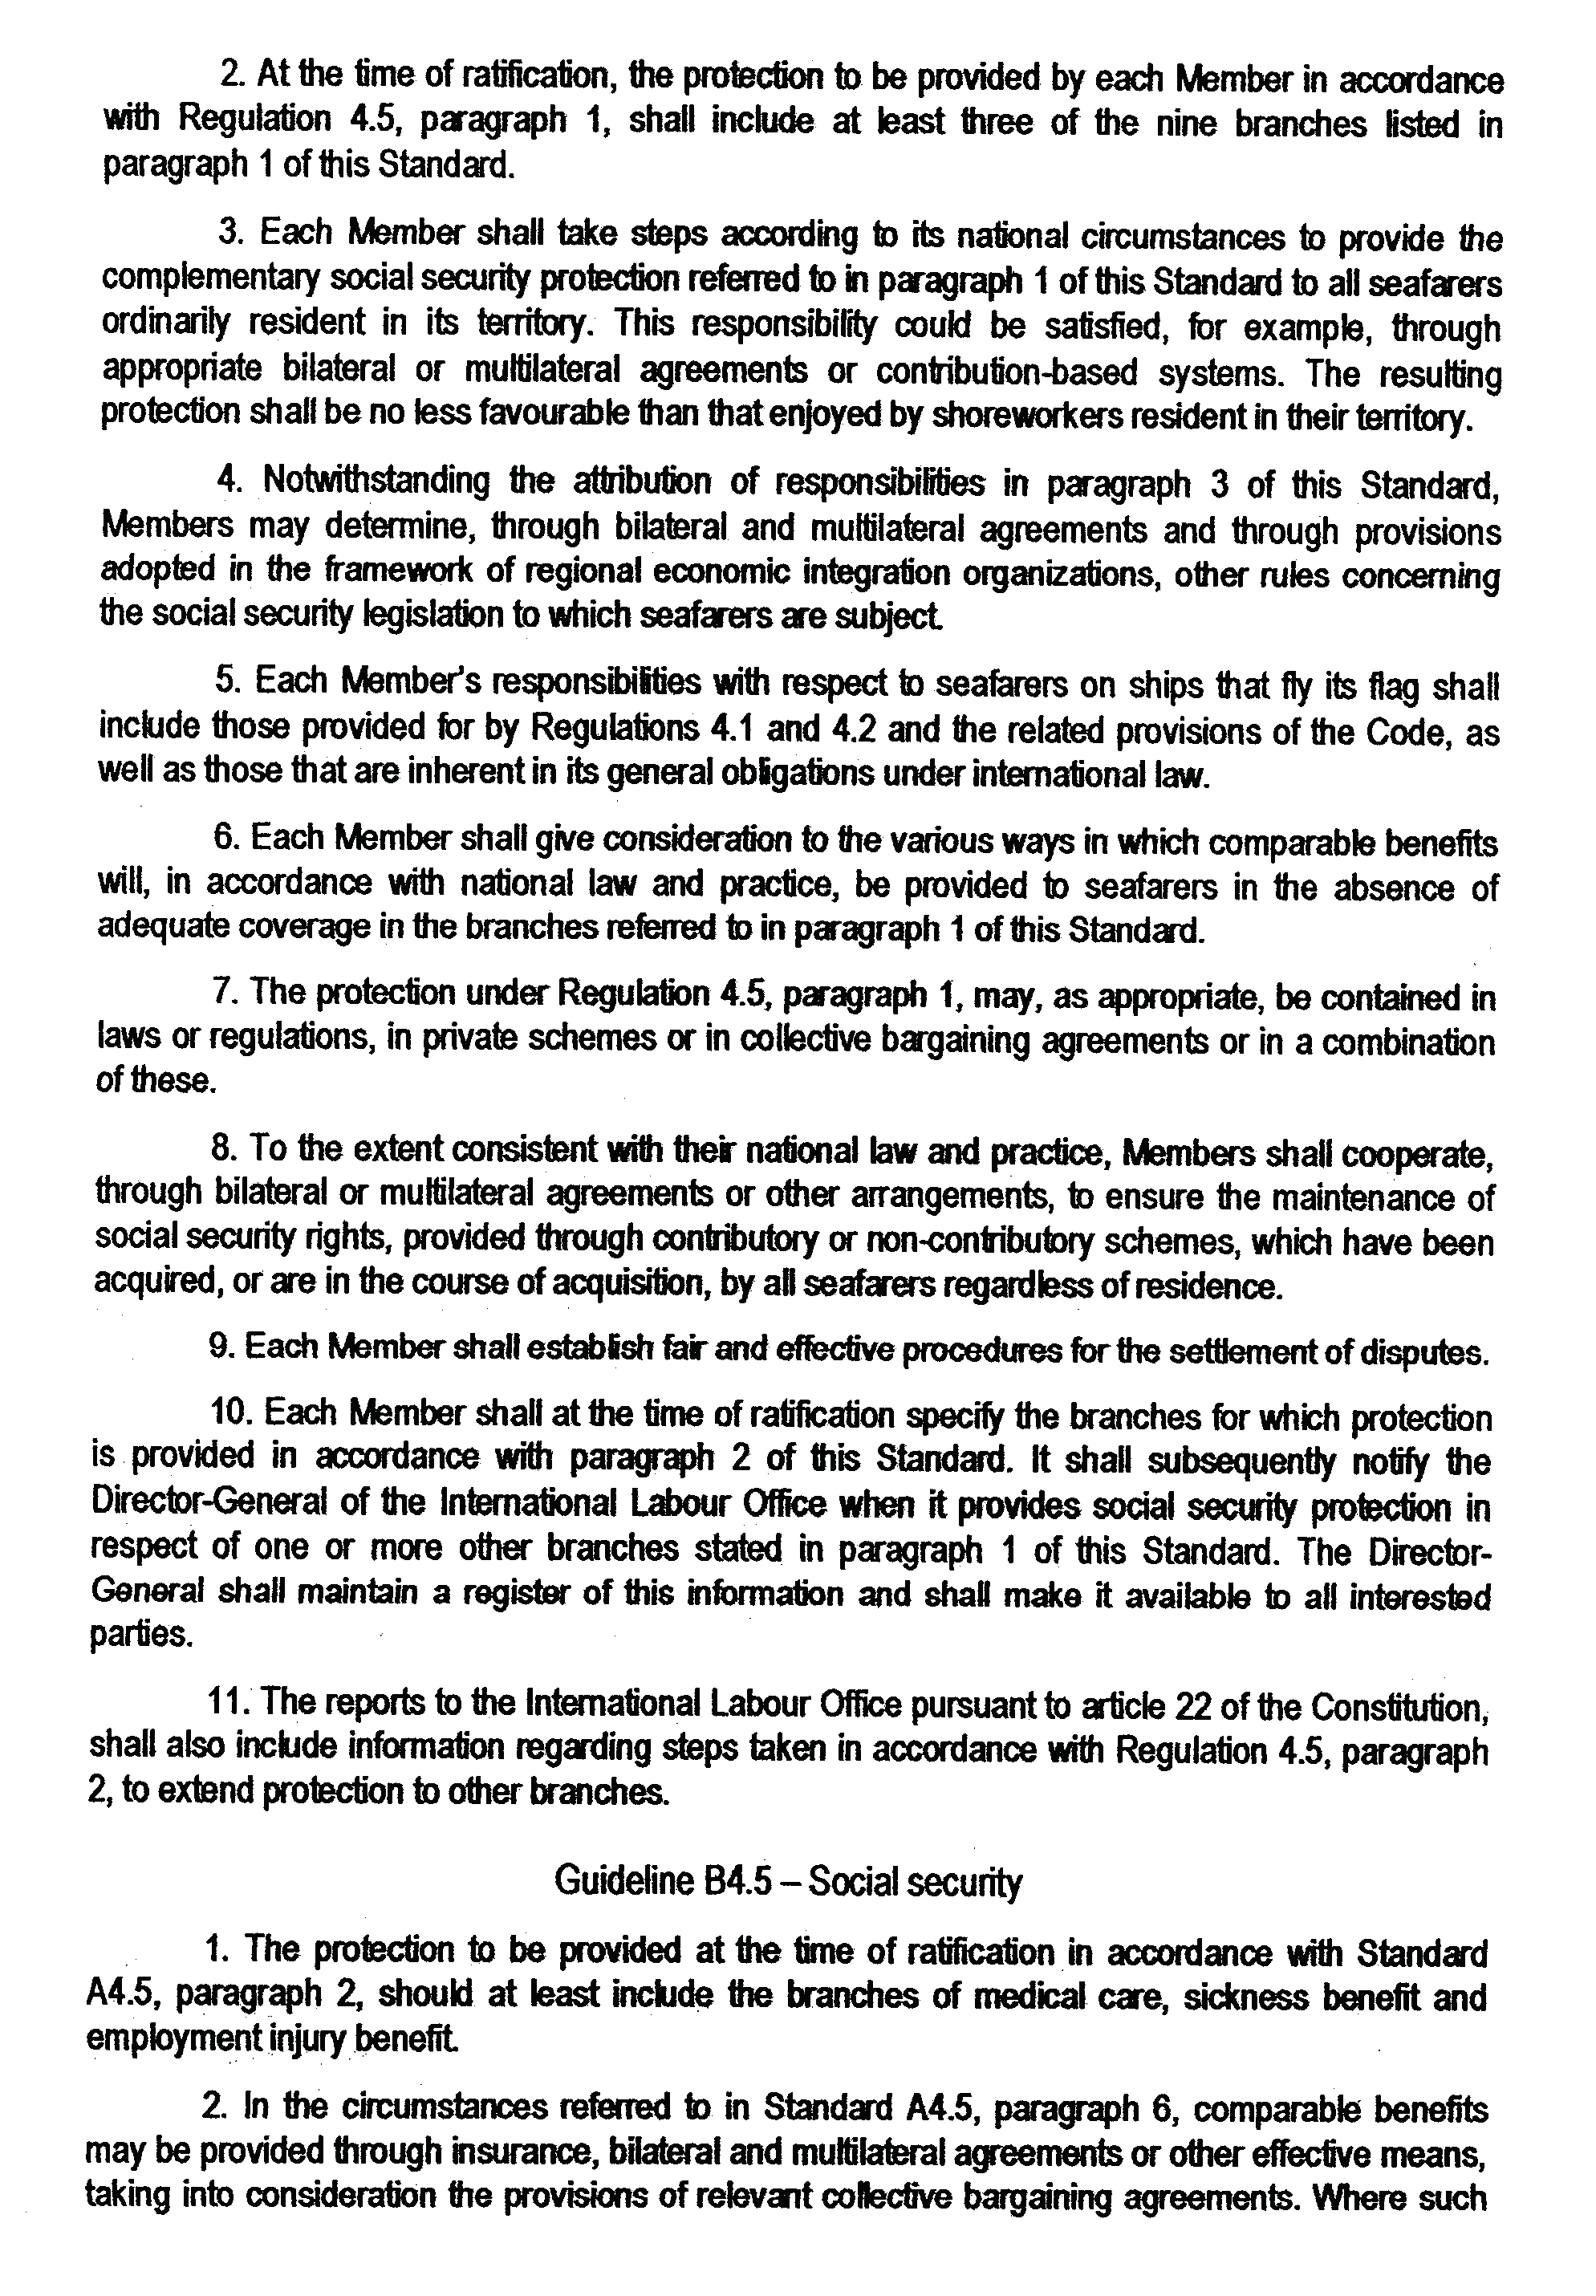 2. At the time of ratification, the protection to be provided by each Member in accordance
with Regulation 4.5, paragraph 1, shall include at least three of the nine branches listed in
paragraph 1 of this Standard.
3. Each Member shall take steps according to its national circumstances to provide the
complementary social security protection referred to in paragraph 1 of this Standard to all seafarers
ordinarily resident in its territory. This responsibility could be satisfied, for example, through
appropriate bilateral or multilateral agreements or contribution-based systems. The resulting
protection shall be no less favourable than that enjoyed by shoreworkers resident in their territory.
4. Notwithstanding the attribution of responsibilities in paragraph 3 of this Standard,
Members may determine, through bilateral and multilateral agreements and through provisions
adopted in the framework of regional economic integration organizations, other rules concerning
the social security legislation to which seafarers are subject.
5. Each Member's responsibilities with respect to seafarers on ships that fly its flag shall
include those provided for by Regulations 4.1 and 4.2 and the related provisions of the Code, as
well as those that are inherent in its general obligations under international law.
6. Each Member shall give consideration to the various ways in which comparable benefits
will, in accordance with national law and practice, be provided to seafarers in the absence of
adequate coverage in the branches referred to in paragraph 1 of this Standard.
7. The protection under Regulation 4.5, paragraph 1, may, as appropriate, be contained in
laws or regulations, in private schemes or in collective bargaining agreements or in a combination
of these.
8. To the extent consistent with their national law and practice, Members shall cooperate,
through bilateral or multilateral agreements or other arrangements, to ensure the maintenance of
social security rights, provided through contributory or non-contributory schemes, which have been
acquired, or are in the course of acquisition, by all seafarers regardless of residence.
9. Each Member shall establish fair and effective procedures for the settlement of disputes.
10. Each Member shall at the time of ratification specify the branches for which protection
is provided in accordance with paragraph 2 of this Standard. It shall subsequently notify the
Director-General of the International Labour Office when it provides social security protection in
respect of one or more other branches stated in paragraph 1 of this Standard. The Director-
General shall maintain a register of this information and shall make it available to all interested
parties.
11. The reports to the International Labour Office pursuant to article 22 of the Constitution,
shall also include information regarding steps taken in accordance with Regulation 4.5, paragraph
2, to extend protection to other branches.
Guideline B4.5 – Social security
1. The protection to be provided at the time of ratification in accordance with Standard
A4.5, paragraph 2, should at least include the branches of medical care, sickness benefit and
employment injury benefit.
2. In the circumstances referred to in Standard A4.5, paragraph 6, comparable benefits
may be provided through insurance, bilateral and multilateral agreements or other effective means,
taking into consideration the provisions of relevant collective bargaining agreements. Where such